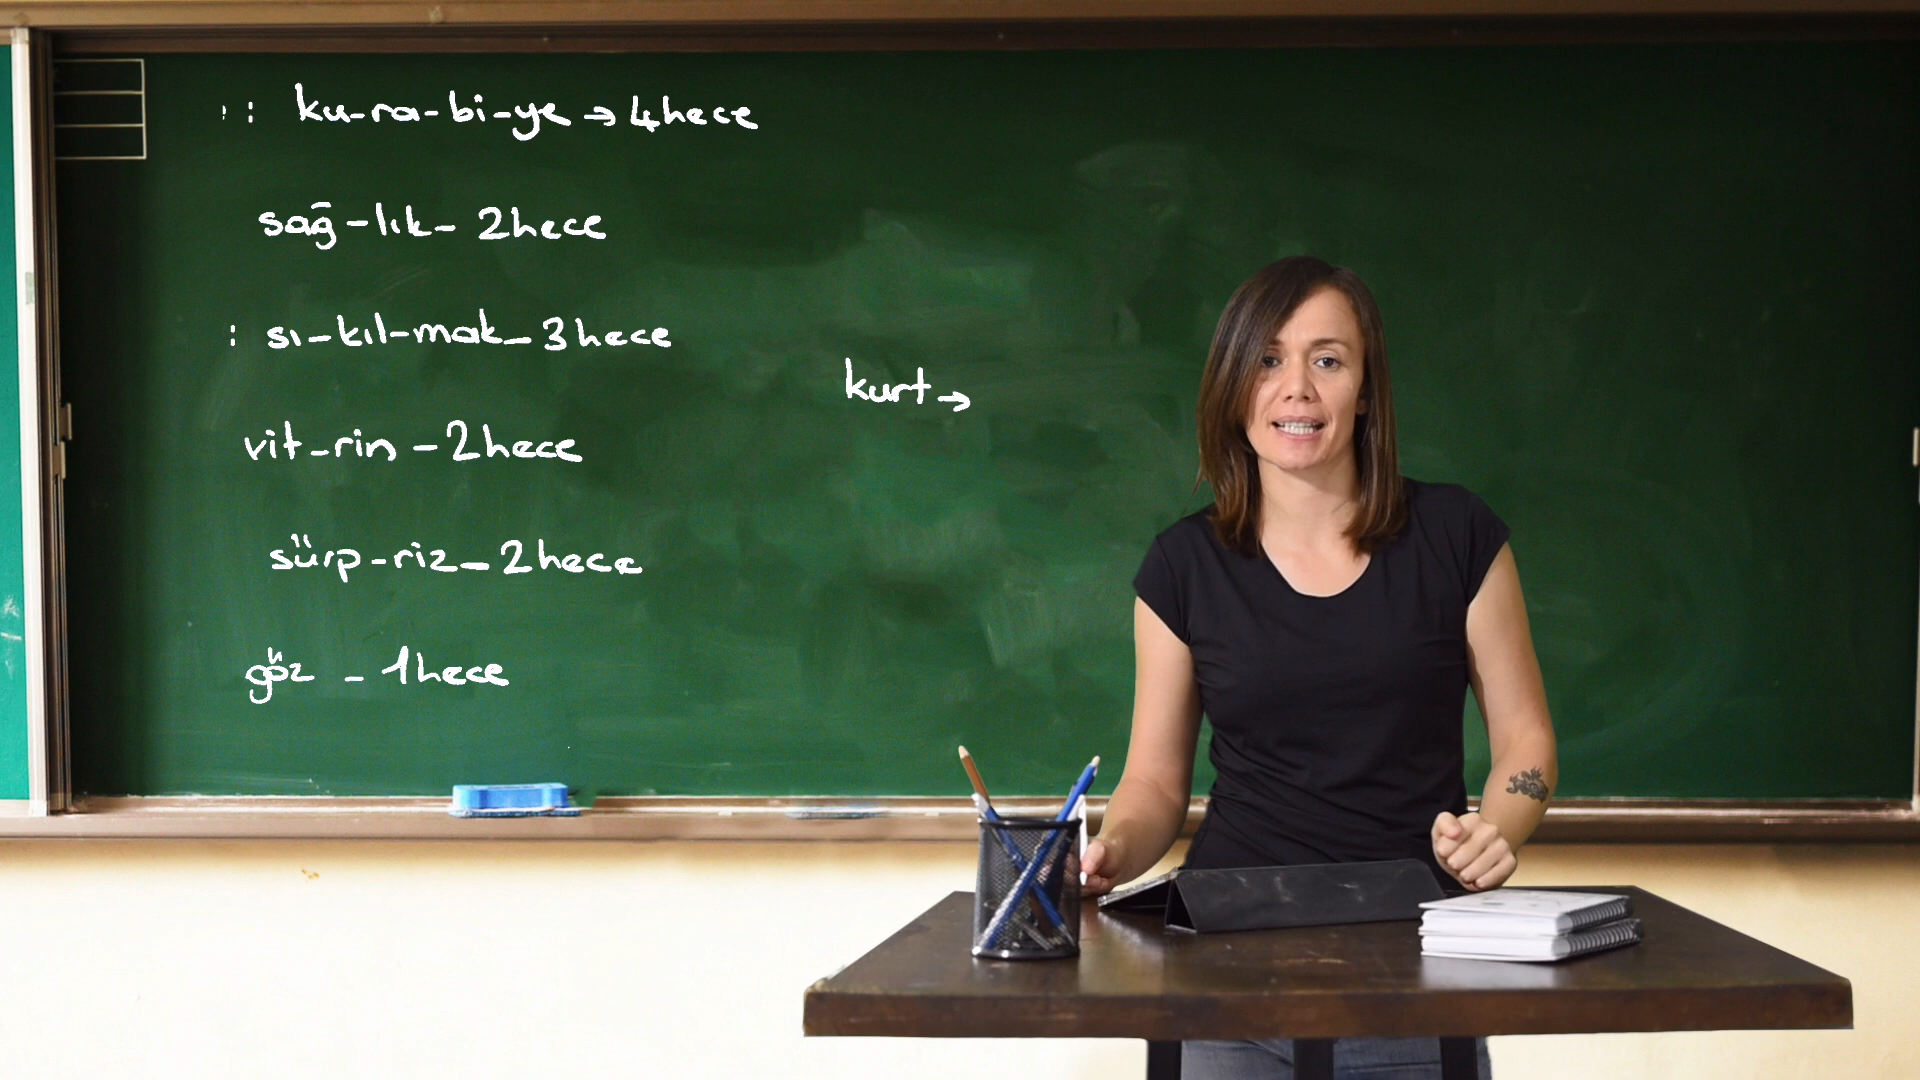 : : ku-ra-bi-ye → 4hece
sağ-lık- 2hece
: sı-kıl-mak-3hece
kurt →
vit-rin -2hece
sürp-riz-2hece
göz - 1hece